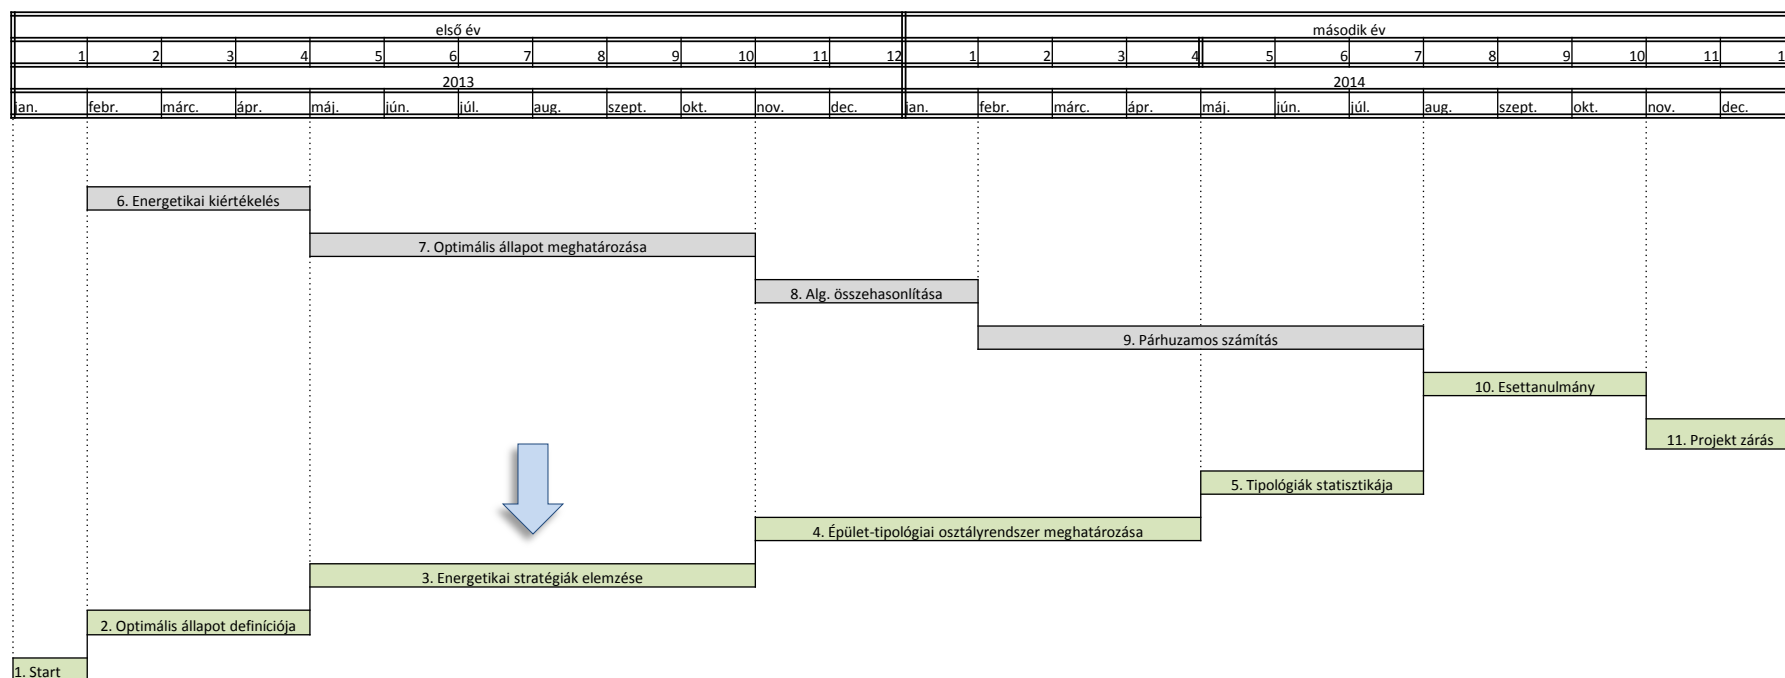 első év második év
1 2 3 4 5 6 7 8 9 10 11 12 1 2 3 4 5 6 7 8 9 10 11
2013 2014
jan. febr. márc. ápr. máj. jún. júl. aug. szept. okt. nov. dec. jan. febr. márc. ápr. máj. jún. júl. aug. szept. okt. nov. dec.
6. Energetikai kiértékelés
7. Optimális állapot meghatározása
8. Alg. összehasonlítása
9. Párhuzamos számítás
10. Esettanulmány
11. Projekt zárás
5. Tipológiák statisztikája
4. Épület-tipológiai osztályrendszer meghatározása
3. Energetikai stratégiák elemzése
2. Optimális állapot definíciója
1. Start